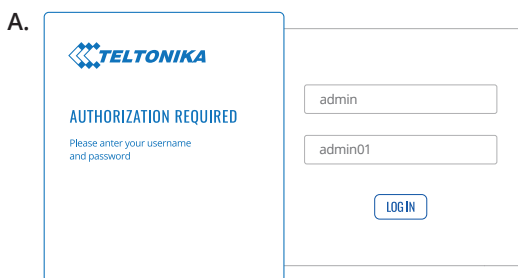 A.
TELTONIKA
AUTHORIZATION REQUIRED
Please anter your username
and password
admin
admin01
LOG IN